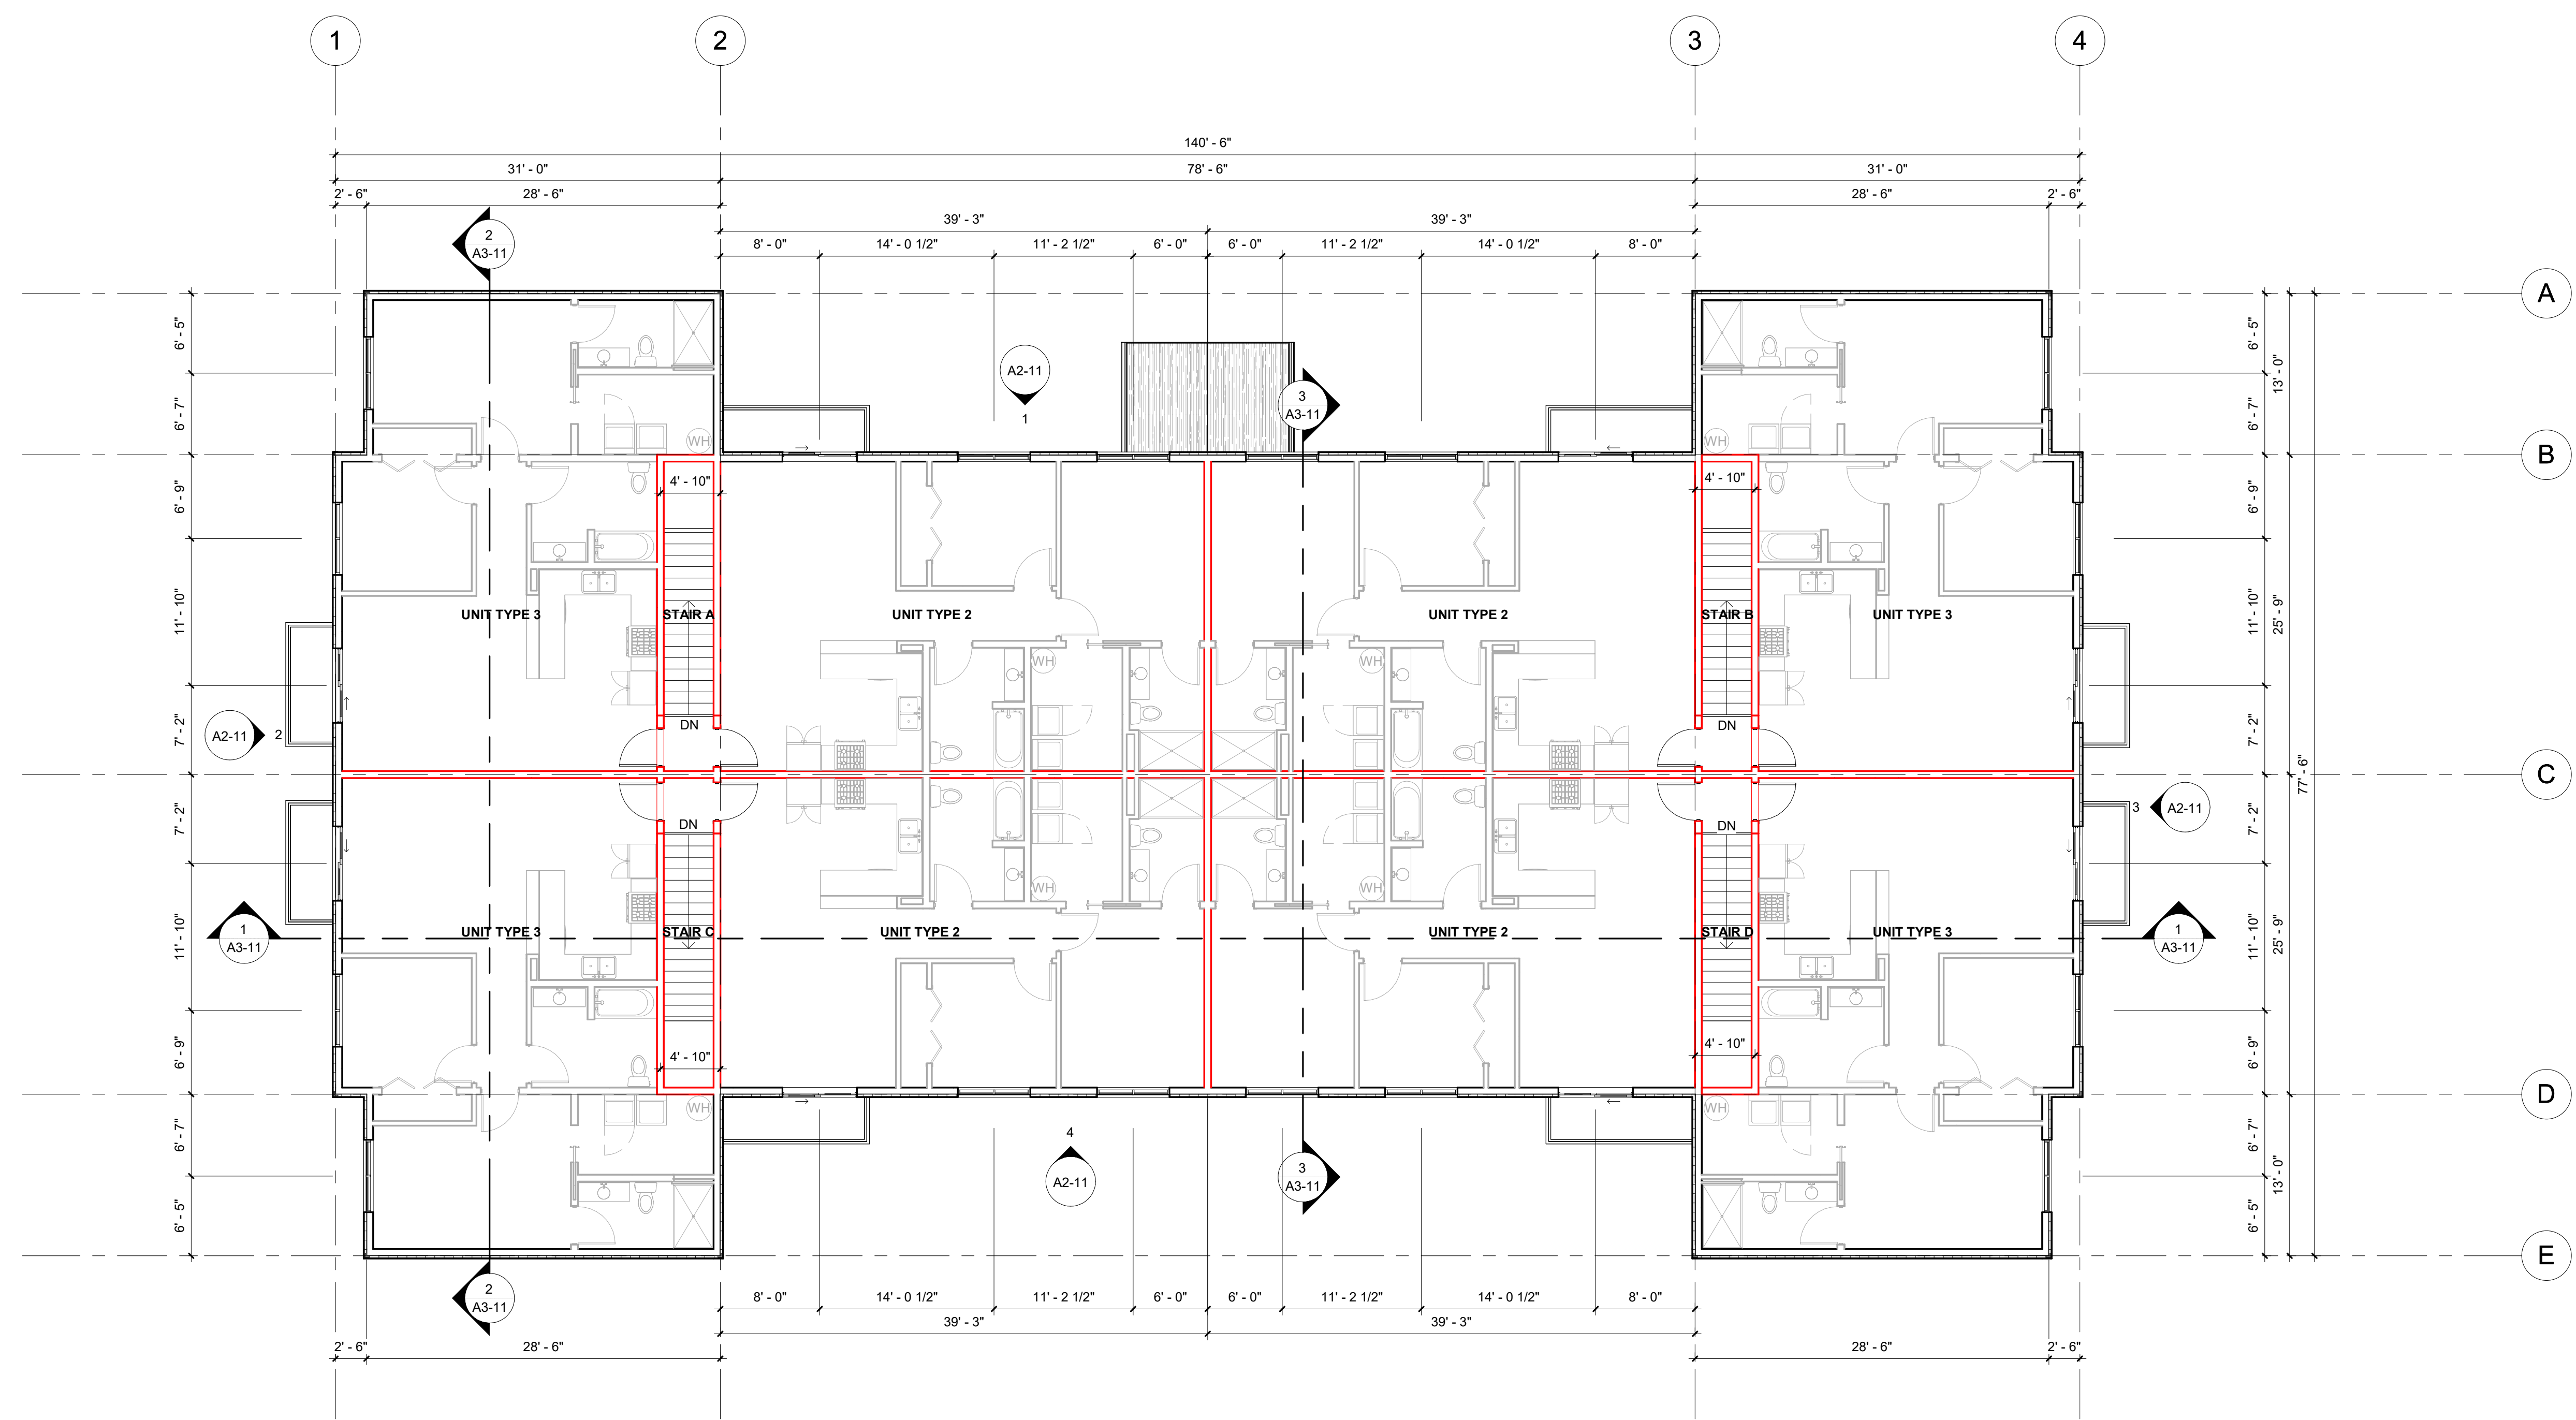 1 2 3 4
140' - 6"
31' - 0" 78' - 6" 31' - 0"
2' - 6" 28' - 6" 28' - 6" 2' - 6"
39' - 3" 39' - 3"
8' - 0" 14' - 0 1/2" 11' - 2 1/2" 6' - 0" 6' - 0" 11' - 2 1/2" 14' - 0 1/2" 8' - 0"
2
A3-11
A
6' - 5" 6' - 5"
13' - 0"
A2-11
1
3
A3-11
6' - 7" 6' - 7"
WH WH
B
4' - 10" 4' - 10"
6' - 9" 6' - 9"
11' - 10" 11' - 10" 25' - 9"
UNIT TYPE 3 STAIR A UNIT TYPE 2 UNIT TYPE 2 STAIR B UNIT TYPE 3
WH WH
DN DN
7' - 2" 7' - 2"
A2-11 2
C
77' - 6"
3 A2-11
7' - 2" 7' - 2"
DN DN
WH WH
1
A3-11
UNIT TYPE 3 STAIR C UNIT TYPE 2 UNIT TYPE 2 STAIR D UNIT TYPE 3
1
A3-11
11' - 10" 11' - 10" 25' - 9"
4' - 10" 4' - 10"
6' - 9" 6' - 9"
D
WH WH
6' - 7" 6' - 7"
4
A2-11
3
A3-11
13' - 0"
6' - 5" 6' - 5"
E
2
A3-11
8' - 0" 14' - 0 1/2" 11' - 2 1/2" 6' - 0" 6' - 0" 11' - 2 1/2" 14' - 0 1/2" 8' - 0"
39' - 3" 39' - 3"
2' - 6" 28' - 6" 28' - 6" 2' - 6"